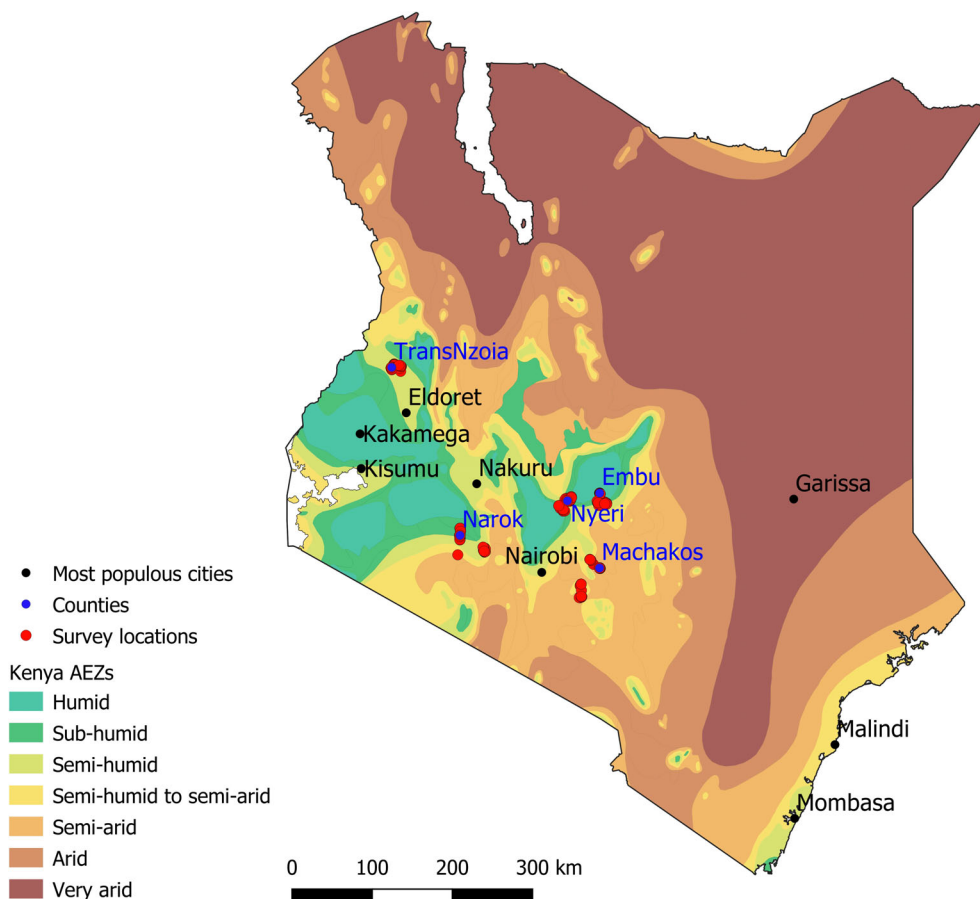 TransNzoia
Eldoret
Kakamega
Kisumu
Nakuru
Embu
Garissa
Nyeri
Narok
Nairobi
Machakos
Malindi
Mombasa
Most populous cities
Counties
Survey locations
Kenya AEZs
Humid
Sub-humid
Semi-humid
Semi-humid to semi-arid
Semi-arid
Arid
Very arid
0 100 200 300 km